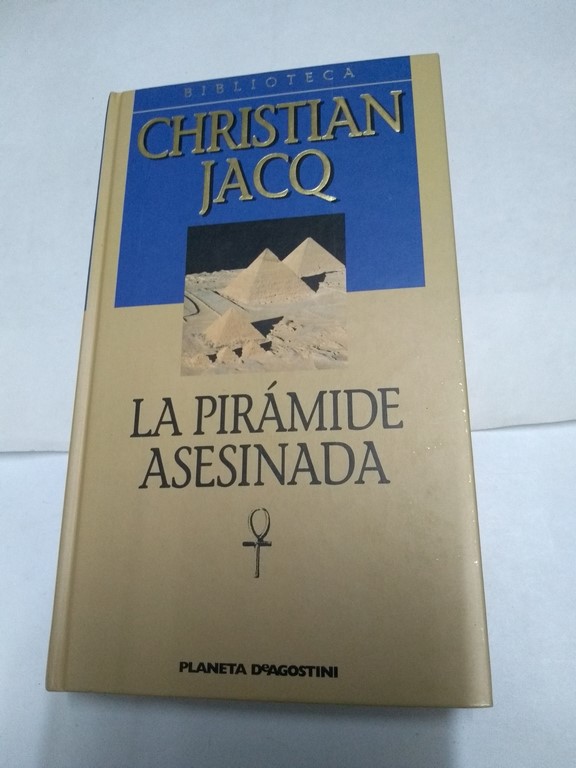 BIBLIOTECA
CHRISTIAN
JACQ
LA PIRÁMIDE
ASESINADA
PLANETA DeAGOSTINI